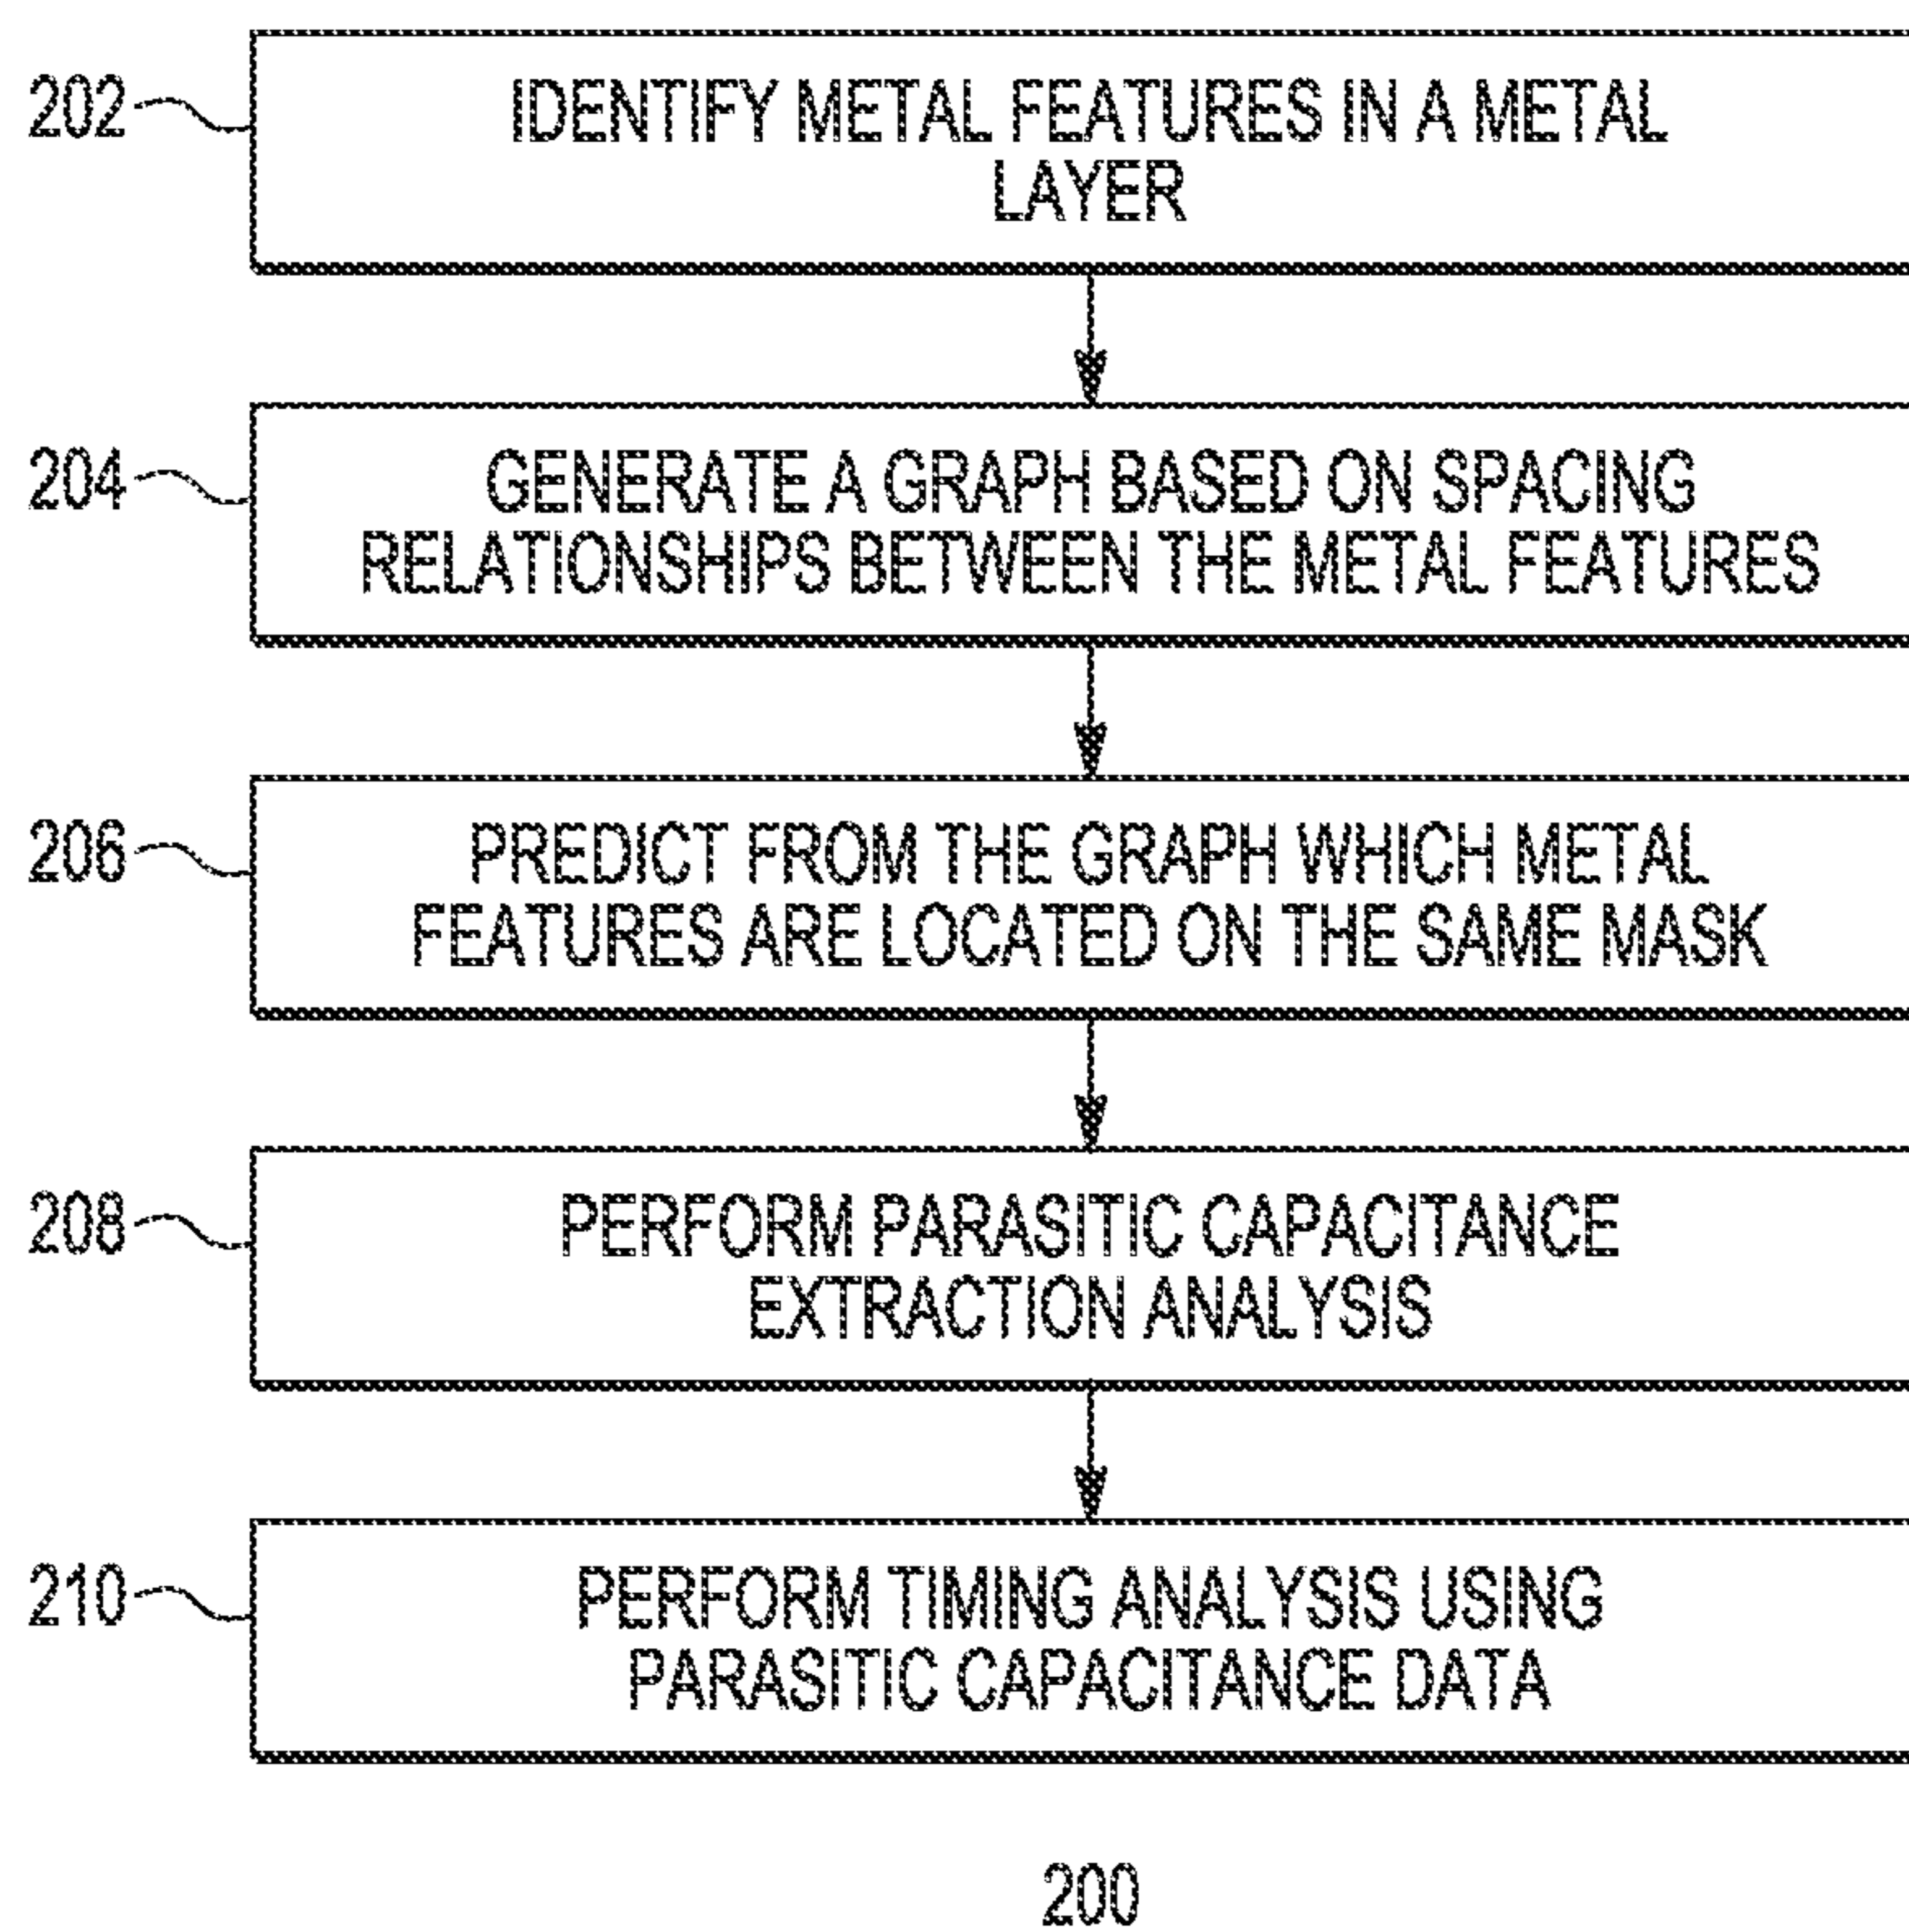 202
IDENTIFY METAL FEATURES IN A METAL
LAYER
204
GENERATE A GRAPH BASED ON SPACING
RELATIONSHIPS BETWEEN THE METAL FEATURES
206
PREDICT FROM THE GRAPH WHICH METAL
FEATURES ARE LOCATED ON THE SAME MASK
208
PERFORM PARASITIC CAPACITANCE
EXTRACTION ANALYSIS
210
PERFORM TIMING ANALYSIS USING
PARASITIC CAPACITANCE DATA
200